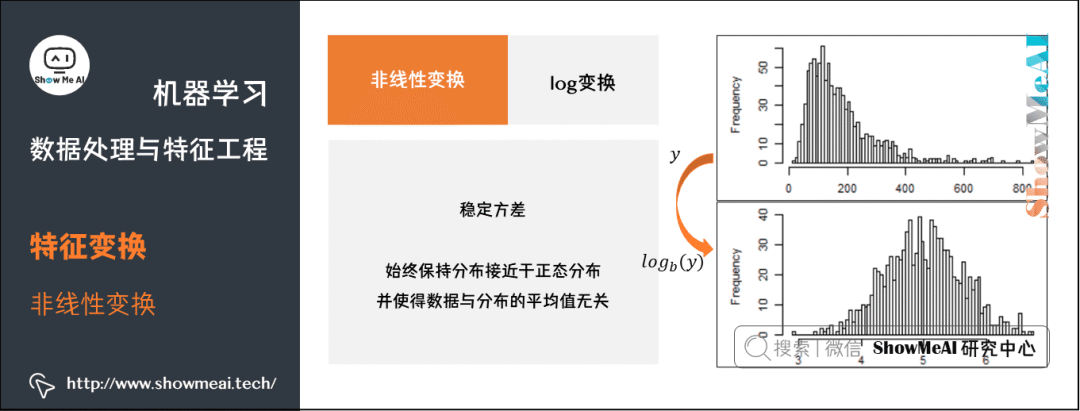 Show Me AI
机器学习
数据处理与特征工程
特征变换
非线性变换
http://www.showmeai.tech/
非线性变换
log变换
稳定方差
始终保持分布接近干正态分布
并使得数据与分布的平均值无关
y
log_b(y)
Frequency
0 10 30 50
0 200 400 600 800
Frequency
0 10 20 30 40
3 4 5 6
ShowMeAI
搜索 | 微信 ShowMeAI 研究中心